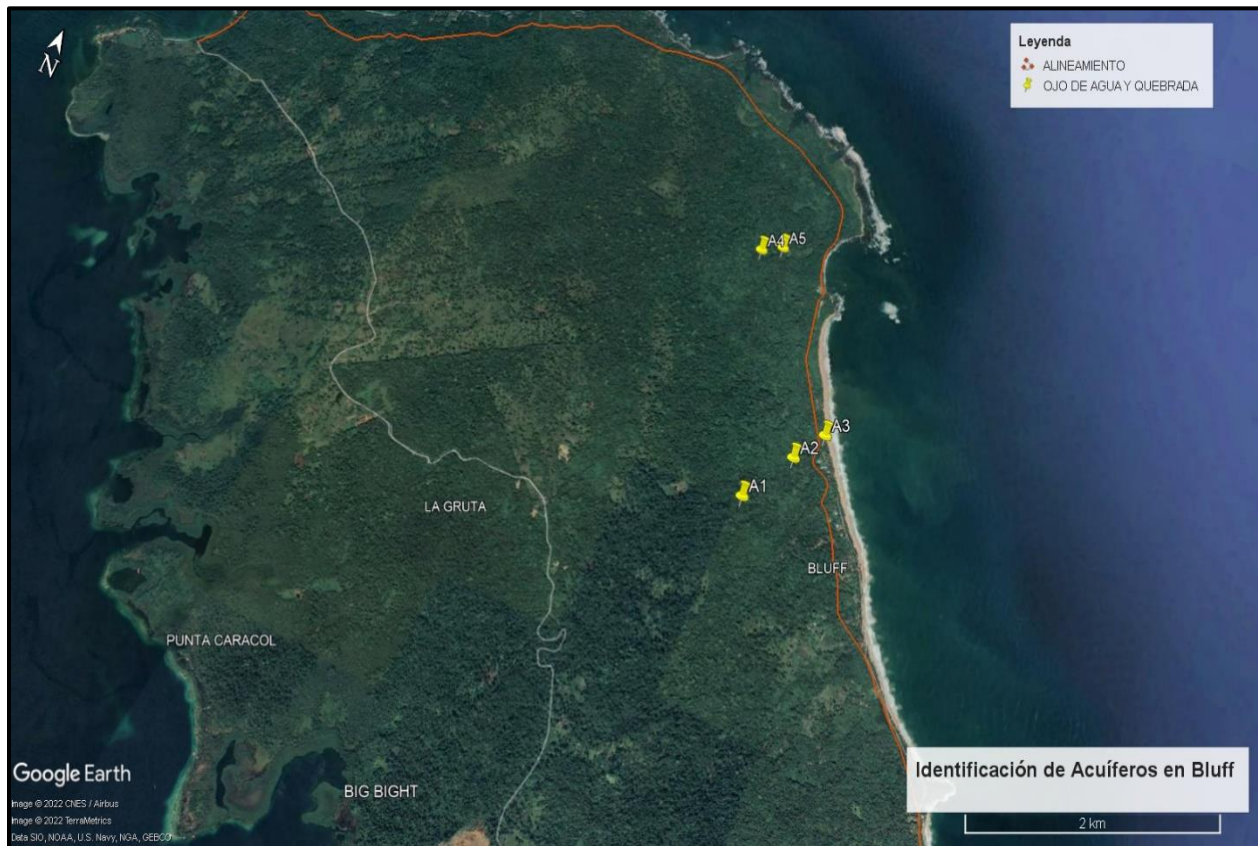 N
Leyenda
ALINEAMIENTO
OJO DE AGUA Y QUEBRADA
A4
A5
A3
A2
A1
LA GRUTA
BLUFF
PUNTA CARACOL
BIG BIGHT
Identificación de Acuíferos en Bluff
2 km
Google Earth
Image © 2022 CNES / Airbus
Image © 2022 TerraMetrics
Data SIO, NOAA, U.S. Navy, NGA, GEBCO